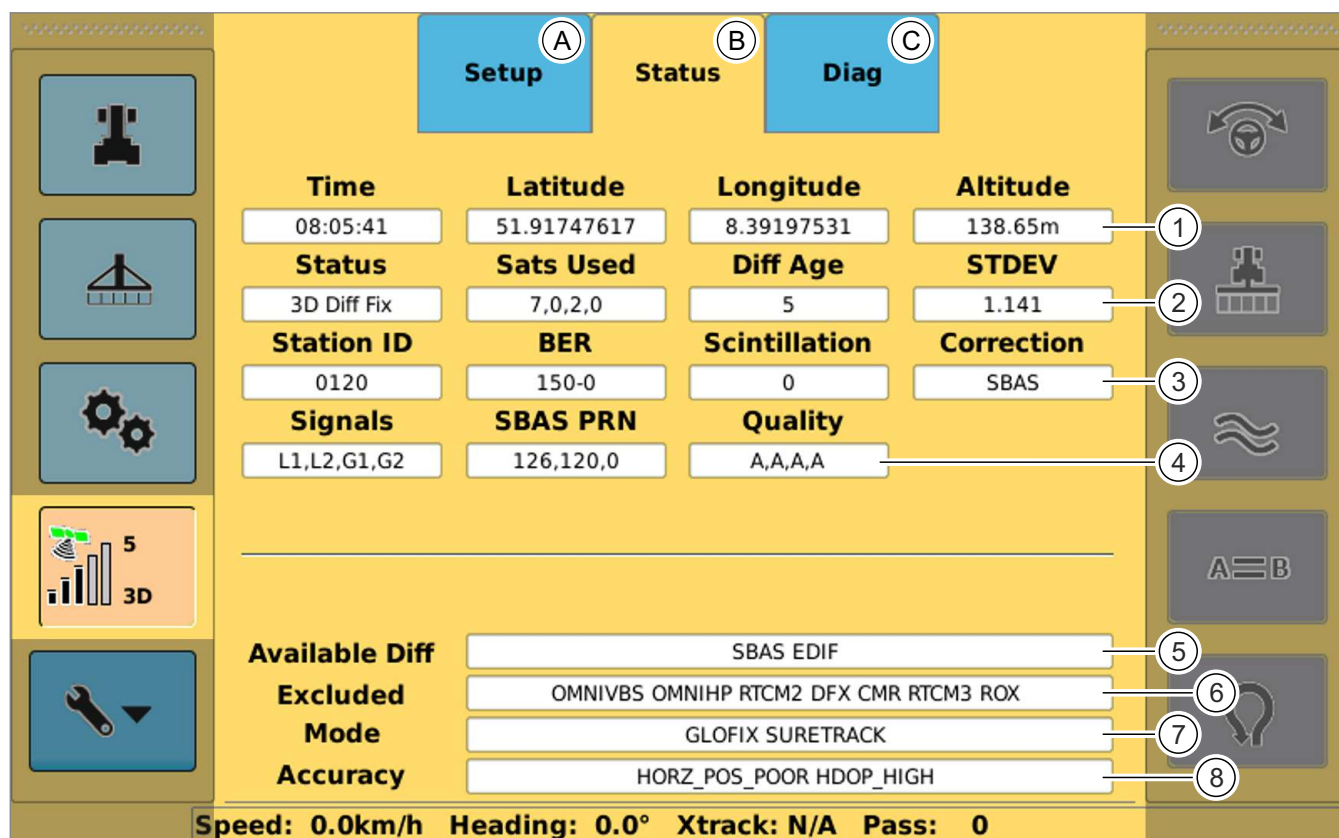 A B C
Setup Status Diag
Time Latitude Longitude Altitude
08:05:41 51.91747617 8.39197531 138.65m 1
Status Sats Used Diff Age STDEV
3D Diff Fix 7,0,2,0 5 1.141 2
Station ID BER Scintillation Correction
0120 150-0 0 SBAS 3
Signals SBAS PRN Quality
L1,L2,G1,G2 126,120,0 A,A,A,A 4
5
3D
A B
Available Diff SBAS EDIF 5
Excluded OMNIVBS OMNIHP RTCM2 DFX CMR RTCM3 ROX 6
Mode GLOFIX SURETRACK 7
Accuracy HORZ_POS_POOR HDOP_HIGH 8
Speed: 0.0km/h Heading: 0.0° Xtrack: N/A Pass: 0